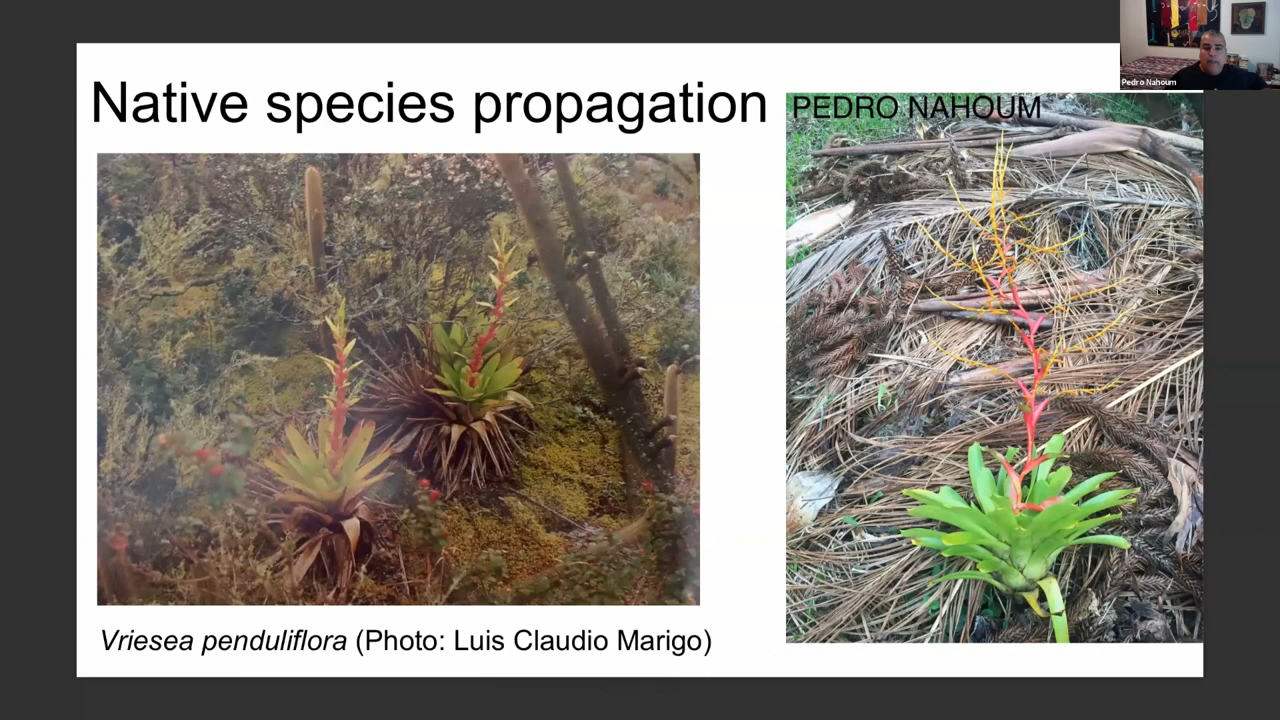 Native species propagation
PEDRO NAHOUM
Pedro Nahoum
Vriesea penduliflora (Photo: Luis Claudio Marigo)